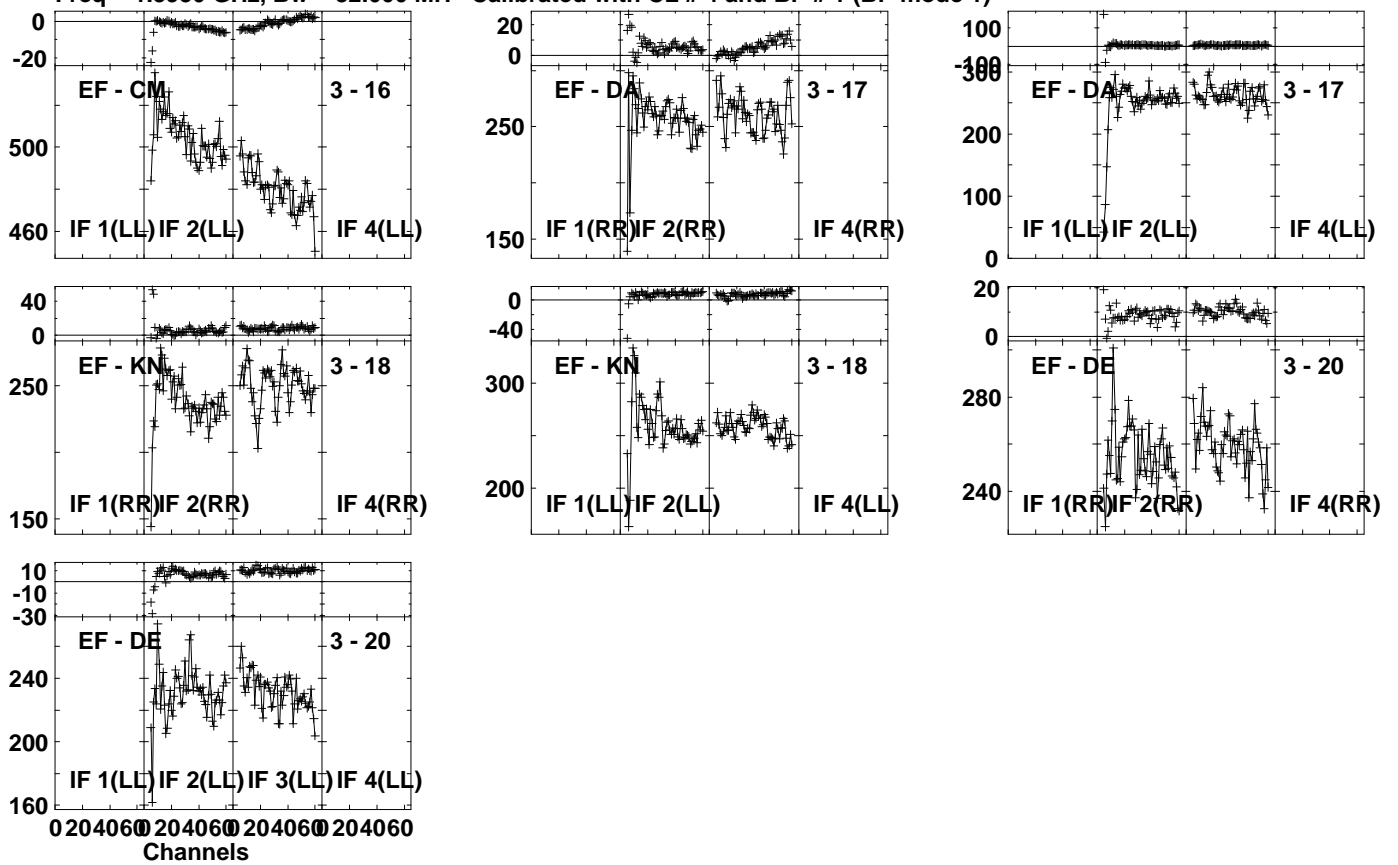 Freq GHz, MH Calibrated with CL # and BP # (BP mode 1)
0
-20
EF - CM 3 - 16
500
460
IF 1(LL) IF 2(LL) IF 4(LL)
20
0
EF - DA 3 - 17
250
150
IF 1(RR) IF 2(RR) IF 4(RR)
100
-100
300
EF - DA 3 - 17
200
100
0
IF 1(LL) IF 2(LL) IF 4(LL)
40
0
EF - KN 3 - 18
250
150
IF 1(RR) IF 2(RR) IF 4(RR)
0
-40
EF - KN 3 - 18
300
200
IF 1(LL) IF 2(LL) IF 4(LL)
20
0
EF - DE 3 - 20
280
240
IF 1(RR) IF 2(RR) IF 4(RR)
10
-10
-30
EF - DE 3 - 20
240
200
160
IF 1(LL) IF 2(LL) IF 3(LL) IF 4(LL)
0 20 40 60 0 20 40 60 0 20 40 60 0 20 40 60
Channels